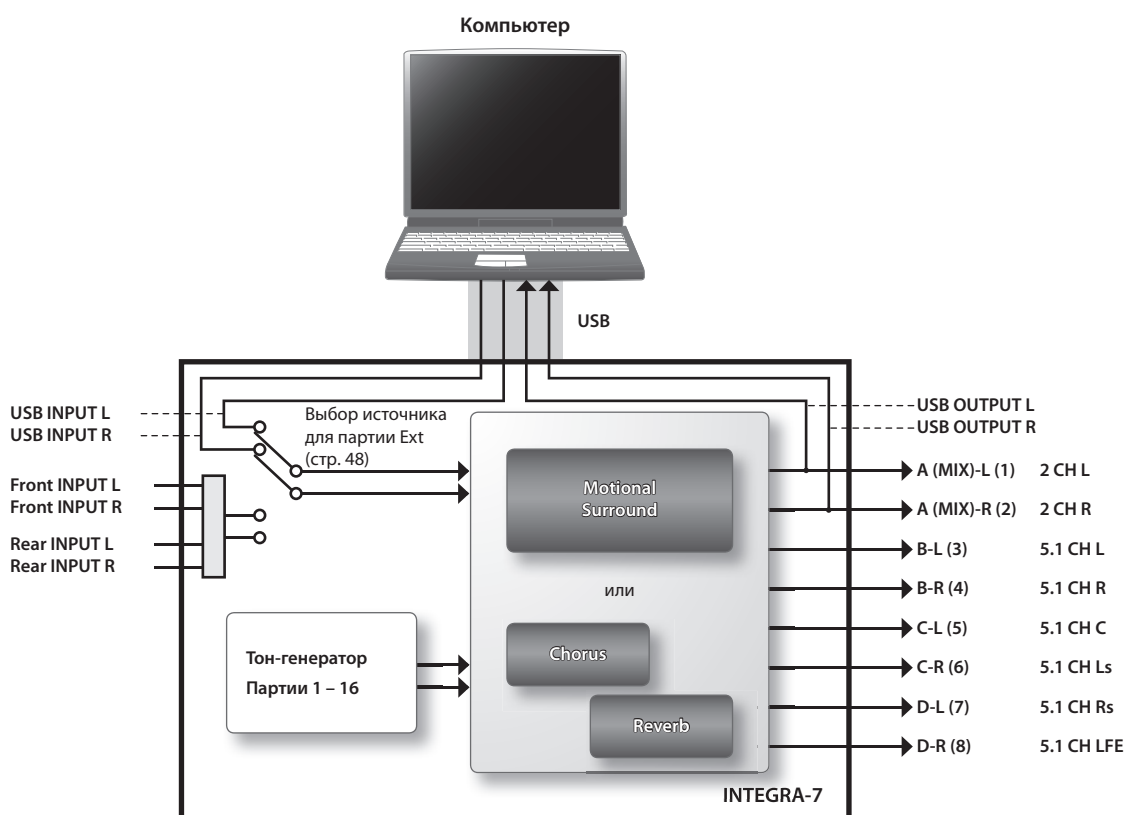 Компьютер
USB
USB INPUT L
USB INPUT R
Выбор источника
для партии Ext
(стр. 48)
Front INPUT L
Front INPUT R
Rear INPUT L
Rear INPUT R
Тон-генератор
Партии 1 – 16
Motional
Surround
или
Chorus
Reverb
USB OUTPUT L
USB OUTPUT R
A (MIX)-L (1) 2 CH L
A (MIX)-R (2) 2 CH R
B-L (3) 5.1 CH L
B-R (4) 5.1 CH R
C-L (5) 5.1 CH C
C-R (6) 5.1 CH Ls
D-L (7) 5.1 CH Rs
D-R (8) 5.1 CH LFE
INTEGRA-7